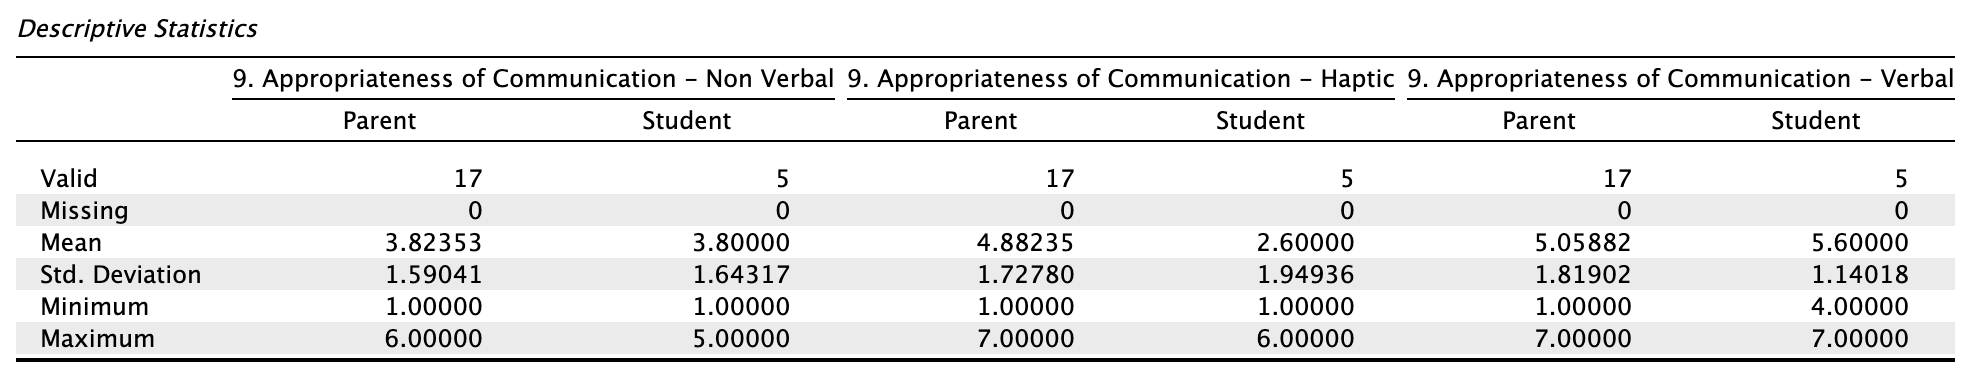 Descriptive Statistics
9. Appropriateness of Communication – Non Verbal 9. Appropriateness of Communication – Haptic 9. Appropriateness of Communication – Verbal
Parent Student Parent Student Parent Student
Valid 17 5 17 5 17 5
Missing 0 0 0 0 0 0
Mean 3.82353 3.80000 4.88235 2.60000 5.05882 5.60000
Std. Deviation 1.59041 1.64317 1.72780 1.94936 1.81902 1.14018
Minimum 1.00000 1.00000 1.00000 1.00000 1.00000 4.00000
Maximum 6.00000 5.00000 7.00000 6.00000 7.00000 7.00000